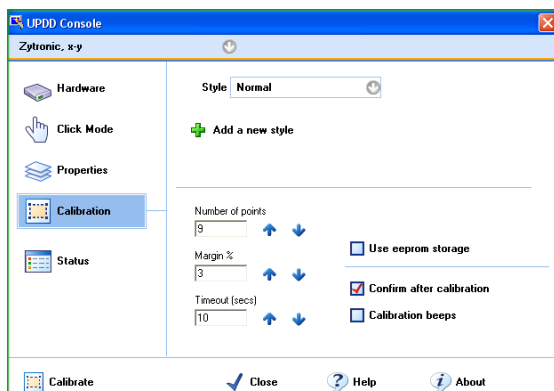 UPDD Console
Zytronic, x-y
Hardware
Click Mode
Properties
Calibration
Status
Style Normal
Add a new style
Number of points
9
Margin %
3
Timeout (secs)
10
Use eeprom storage
Confirm after calibration
Calibration beeps
Calibrate Close Help About